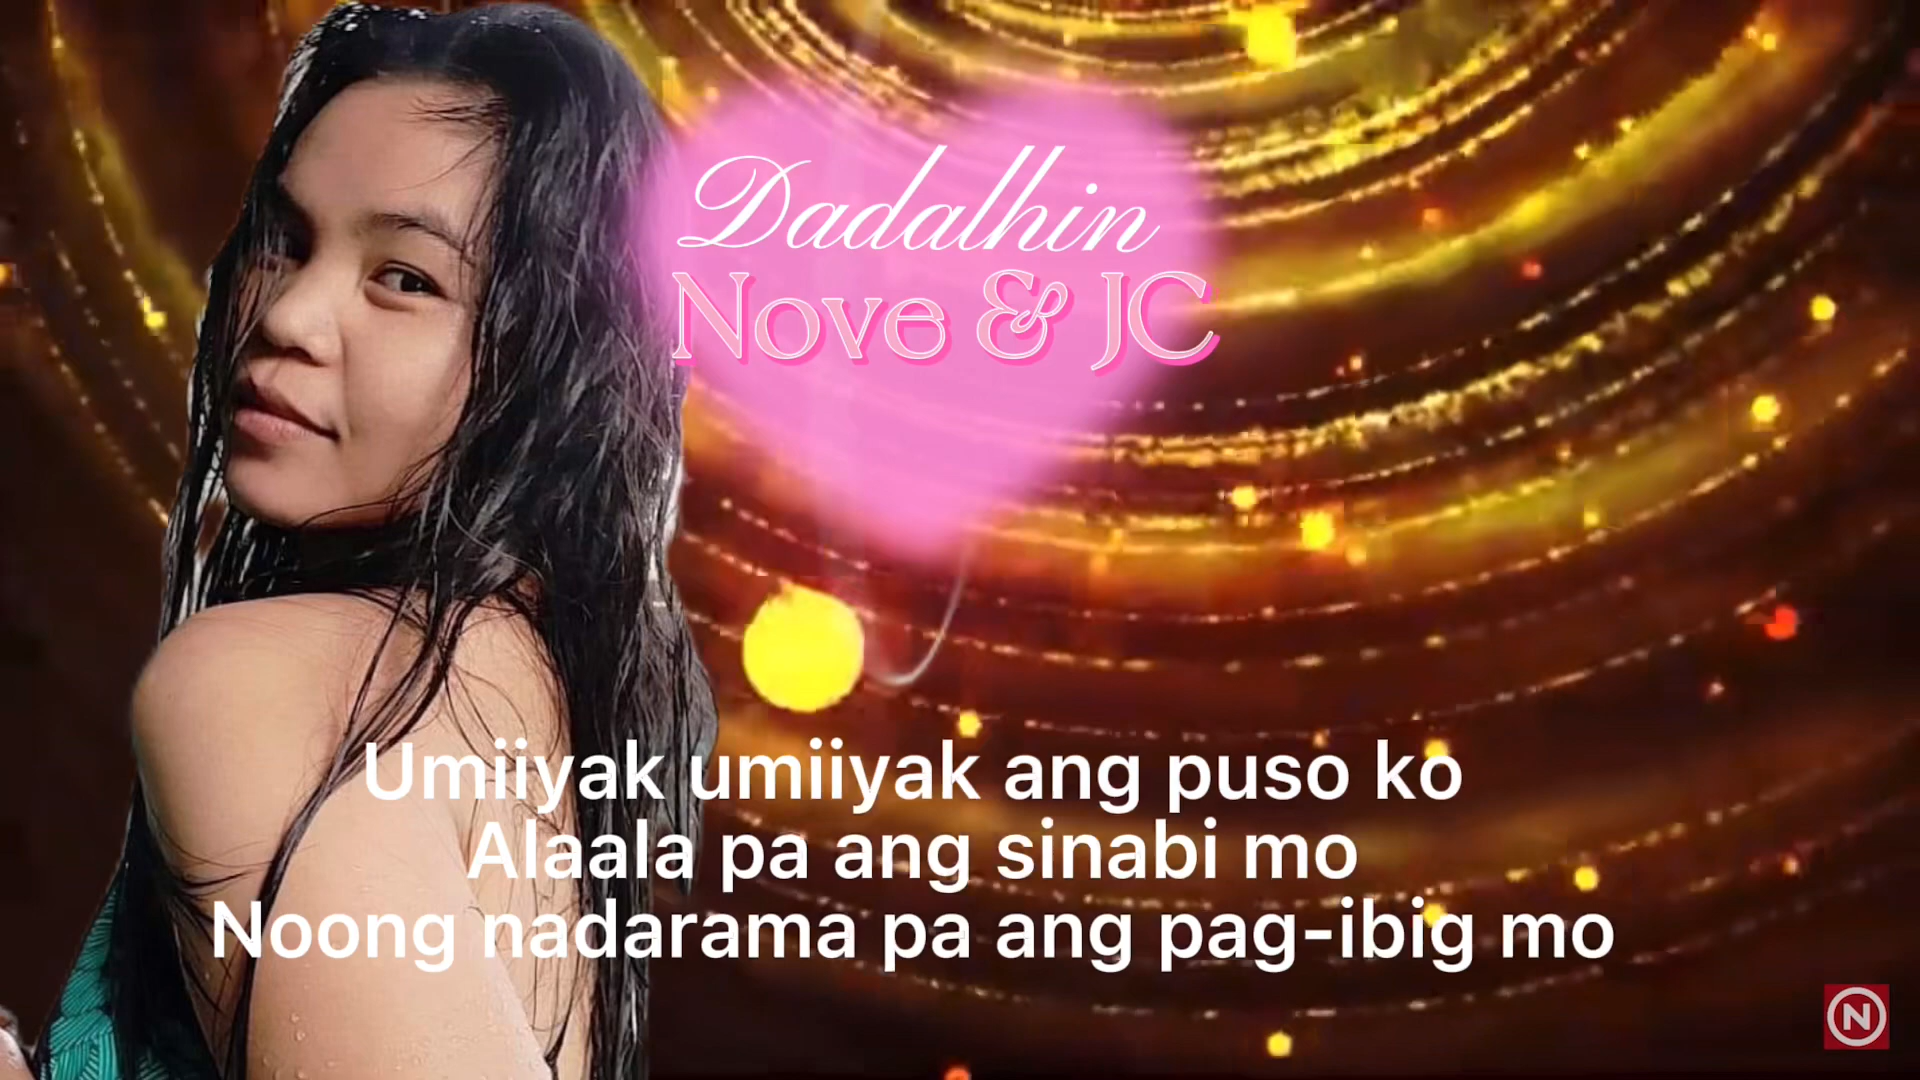 Dadalhin
Nove & JC
Umiiyak umiiyak ang puso ko
Alaala pa ang sinabi mo
Noong nadarama pa ang pag-ibig mo
N